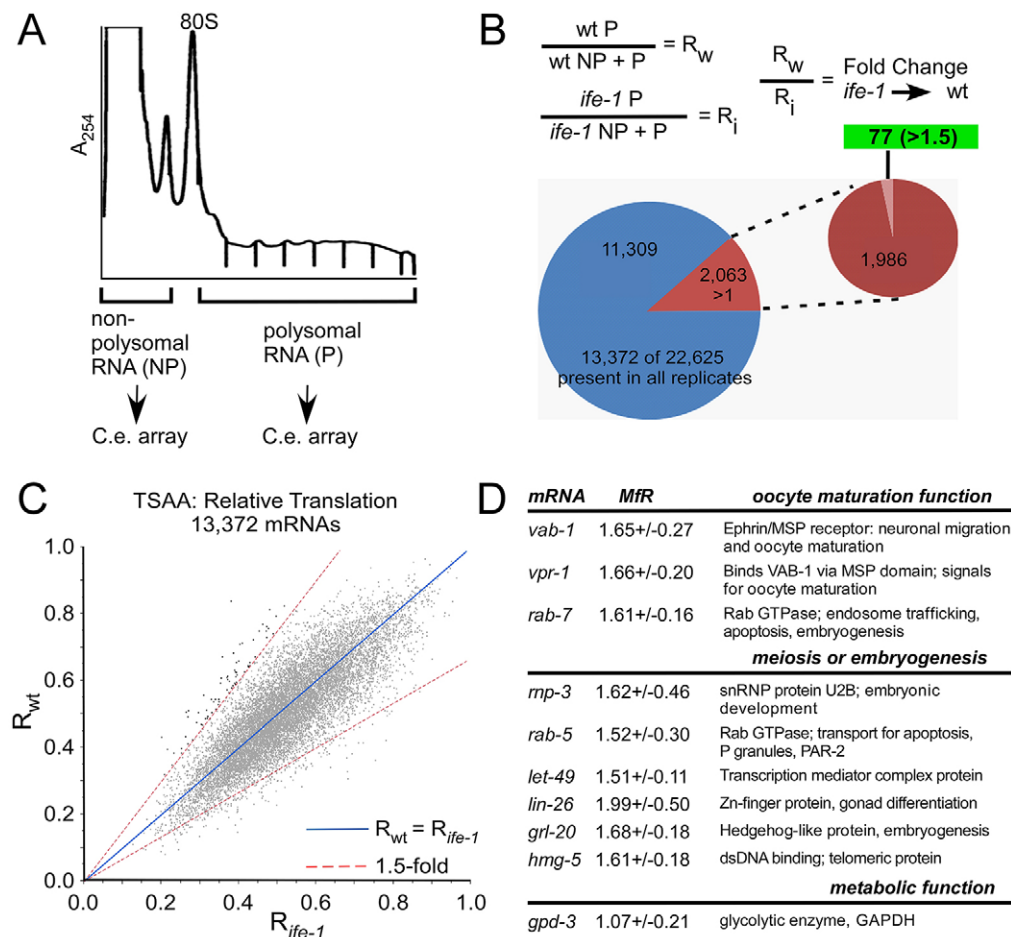 A
80S
A254
non-
polysomal
RNA (NP)
polysomal
RNA (P)
C.e. array
C.e. array
B
wt P
wt NP + P
= Rw
ife-1 P
ife-1 NP + P
= Ri
Rw
Ri
= Fold Change
ife-1 → wt
77 (>1.5)
11,309
2,063
>1
1,986
13,372 of 22,625
present in all replicates
C
TSAA: Relative Translation
13,372 mRNAs
1.0
0.8
0.6
0.4
0.2
0.0
Rwt
Rwt = Rife-1
1.5-fold
0.0 0.2 0.4 0.6 0.8 1.0
Rife-1
D
mRNA MfR oocyte maturation function
vab-1 1.65+/-0.27 Ephrin/MSP receptor: neuronal migration
and oocyte maturation
vpr-1 1.66+/-0.20 Binds VAB-1 via MSP domain; signals
for oocyte maturation
rab-7 1.61+/-0.16 Rab GTPase; endosome trafficking,
apoptosis, embryogenesis
meiosis or embryogenesis
rnp-3 1.62+/-0.46 snRNP protein U2B; embryonic
development
rab-5 1.52+/-0.30 Rab GTPase; transport for apoptosis,
P granules, PAR-2
let-49 1.51+/-0.11 Transcription mediator complex protein
lin-26 1.99+/-0.50 Zn-finger protein, gonad differentiation
grl-20 1.68+/-0.18 Hedgehog-like protein, embryogenesis
hmg-5 1.61+/-0.18 dsDNA binding; telomeric protein
metabolic function
gpd-3 1.07+/-0.21 glycolytic enzyme, GAPDH